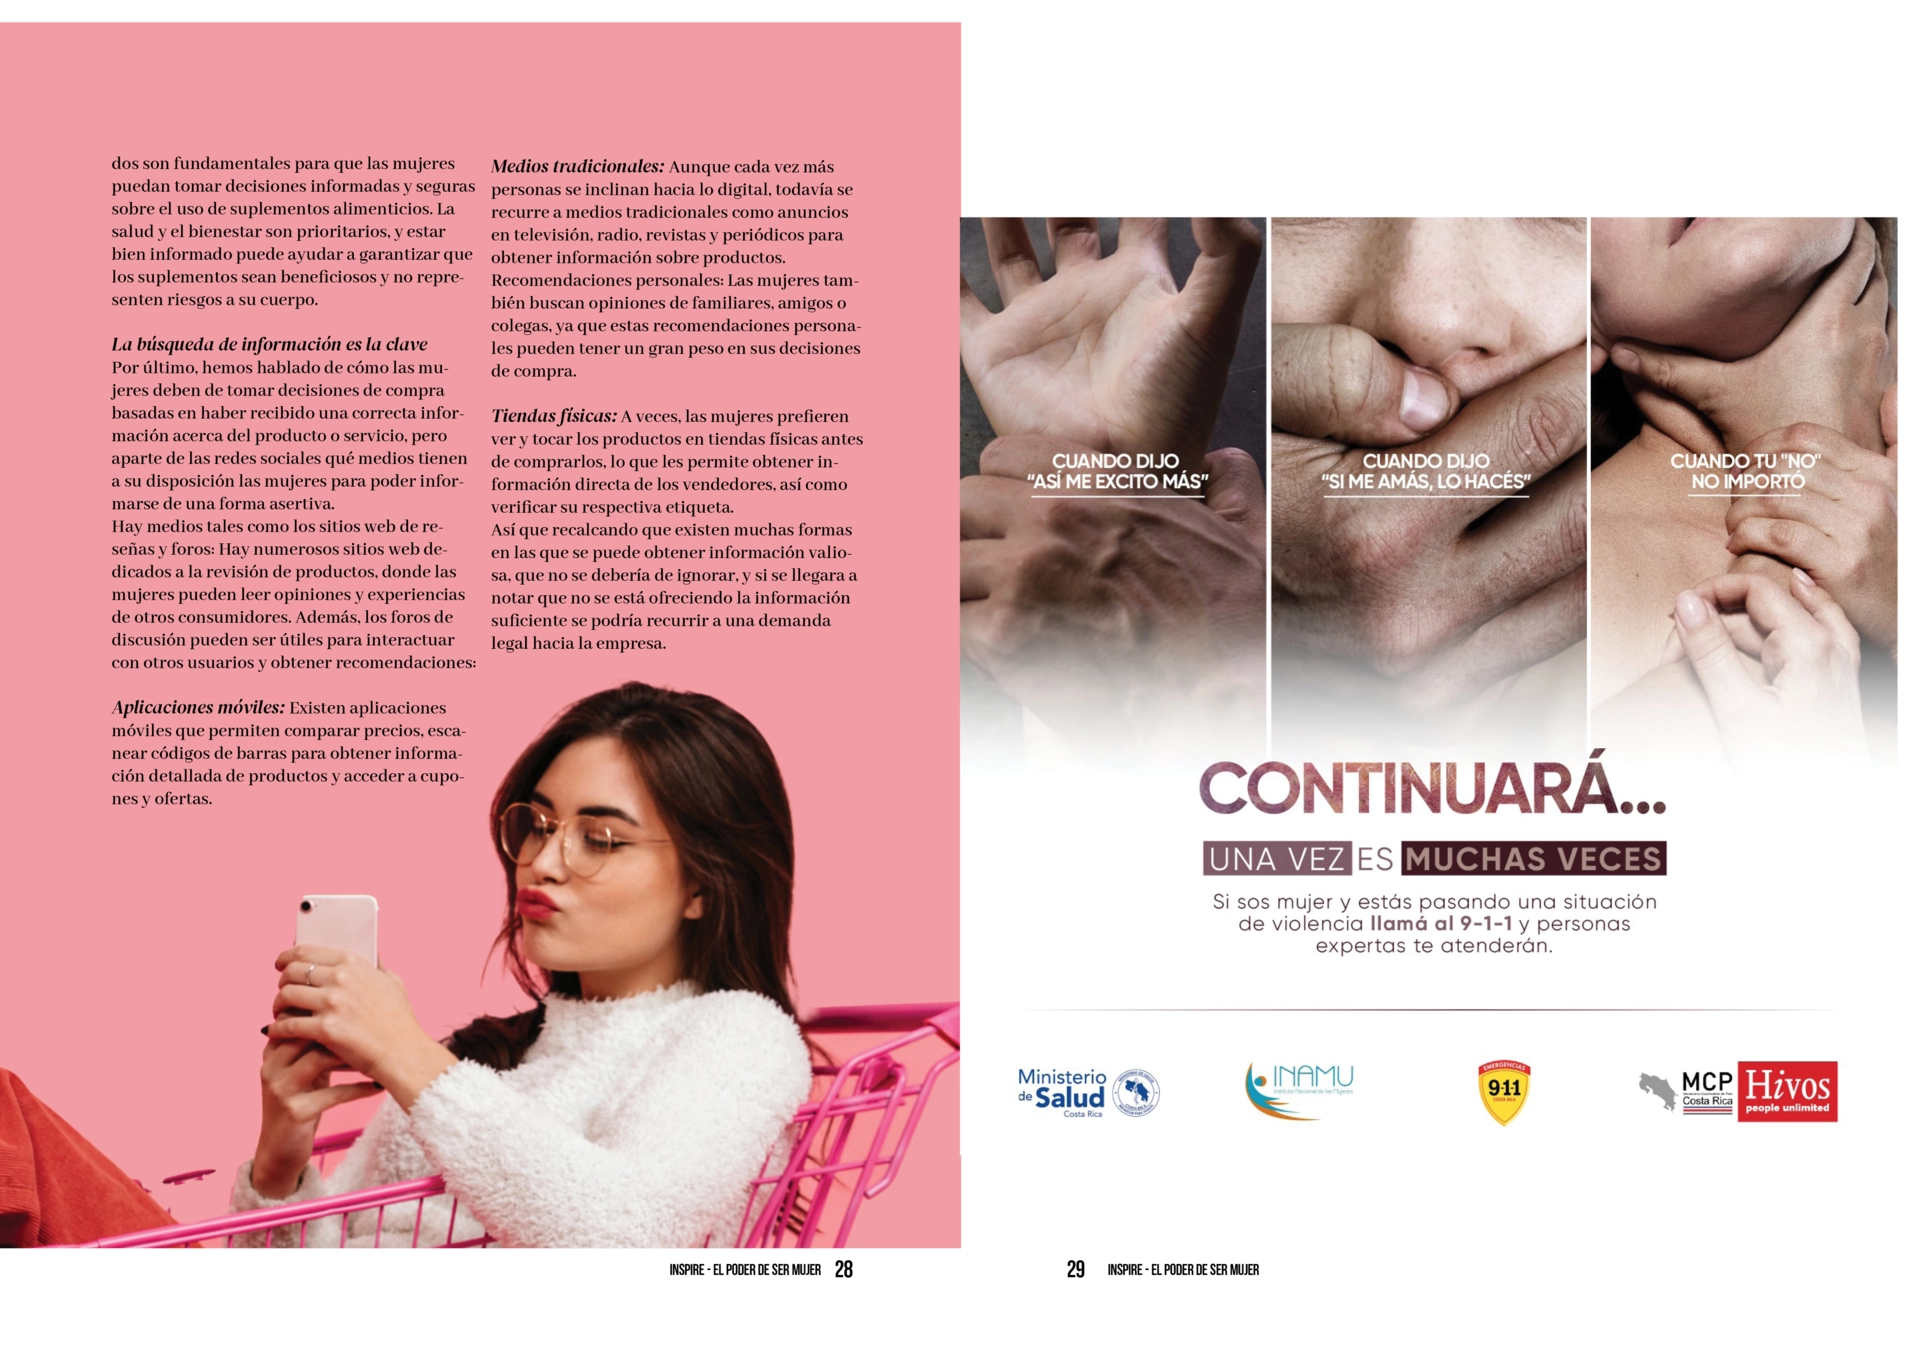 dos son fundamentales para que las mujeres
puedan tomar decisiones informadas y seguras
sobre el uso de suplementos alimenticios. La
salud y el bienestar son prioritarios, y estar
bien informado puede ayudar a garantizar que
los suplementos sean beneficiosos y no repre-
senten riesgos a su cuerpo.
La búsqueda de información es la clave
Por último, hemos hablado de cómo las mu-
jeres deben de tomar decisiones de compra
basadas en haber recibido una correcta infor-
mación acerca del producto o servicio, pero
aparte de las redes sociales qué medios tienen
a su disposición las mujeres para poder infor-
marse de una forma asertiva.
Hay medios tales como los sitios web de re-
señas y foros: Hay numerosos sitios web de-
dicados a la revisión de productos, donde las
mujeres pueden leer opiniones y experiencias
de otros consumidores. Además, los foros de
discusión pueden ser útiles para interactuar
con otros usuarios y obtener recomendaciones:
Aplicaciones móviles: Existen aplicaciones
móviles que permiten comparar precios, esca-
near códigos de barras para obtener informa-
ción detallada de productos y acceder a cupo-
nes y ofertas.
Medios tradicionales: Aunque cada vez más
personas se inclinan hacia lo digital, todavía se
recurre a medios tradicionales como anuncios
en televisión, radio, revistas y periódicos para
obtener información sobre productos.
Recomendaciones personales: Las mujeres tam-
bién buscan opiniones de familiares, amigos o
colegas, ya que estas recomendaciones persona-
les pueden tener un gran peso en sus decisiones
de compra.
Tiendas físicas: A veces, las mujeres prefieren
ver y tocar los productos en tiendas físicas antes
de comprarlos, lo que les permite obtener in-
formación directa de los vendedores, así como
verificar su respectiva etiqueta.
Así que recalcando que existen muchas formas
en las que se puede obtener información valio-
sa, que no se debería de ignorar, y si se llegara a
notar que no se está ofreciendo la información
suficiente se podría recurrir a una demanda
legal hacia la empresa.
INSPIRE - EL PODER DE SER MUJER 28
CUANDO DIJO
“ASÍ ME EXCITO MÁS”
CUANDO DIJO
“SI ME AMÁS, LO HACÉS”
CUANDO TU "NO"
NO IMPORTÓ
CONTINUARÁ...
UNA VEZ ES MUCHAS VECES
Si sos mujer y estás pasando una situación
de violencia llamá al 9-1-1 y personas
expertas te atenderán.
Ministerio
de Salud
Costa Rica
INAMU
Instituto Nacional de las Mujeres
EMERGENCIAS
9·1·1
COSTA RICA
MCP
Costa Rica
Hivos
people unlimited
29 INSPIRE - EL PODER DE SER MUJER